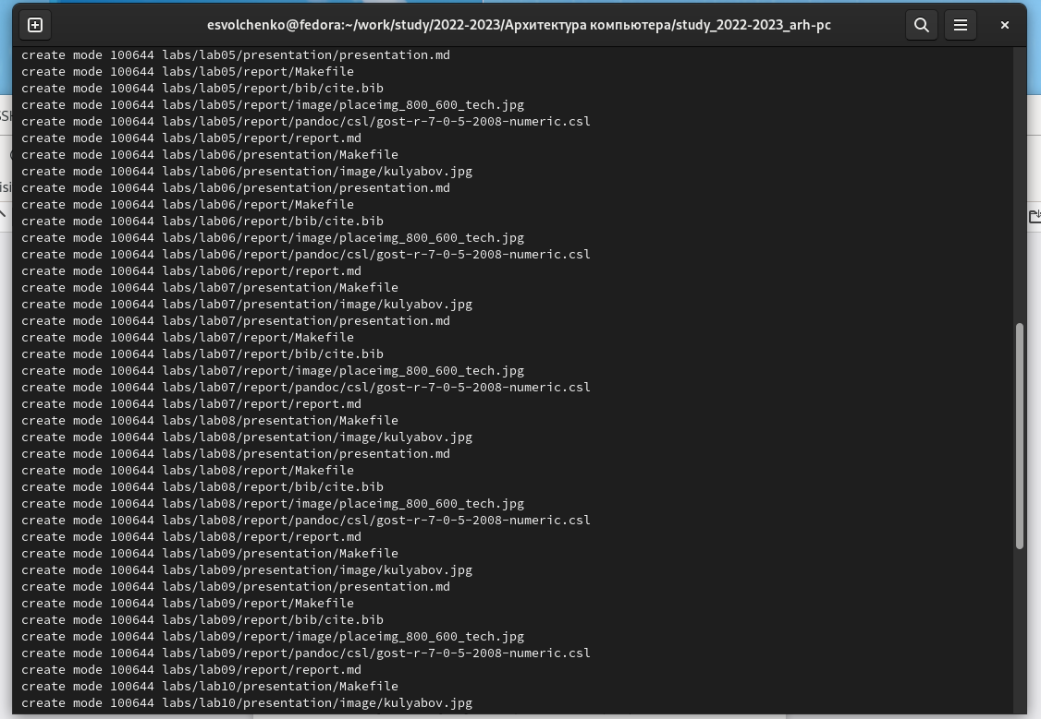 esvolchenko@fedora:~/work/study/2022-2023/Архитектура компьютера/study_2022-2023_arh-pc
create mode 100644 labs/lab05/presentation/presentation.md
create mode 100644 labs/lab05/report/Makefile
create mode 100644 labs/lab05/report/bib/cite.bib
create mode 100644 labs/lab05/report/image/placeimg_800_600_tech.jpg
create mode 100644 labs/lab05/report/pandoc/csl/gost-r-7-0-5-2008-numeric.csl
create mode 100644 labs/lab05/report/report.md
create mode 100644 labs/lab06/presentation/Makefile
create mode 100644 labs/lab06/presentation/image/kulyabov.jpg
create mode 100644 labs/lab06/presentation/presentation.md
create mode 100644 labs/lab06/report/Makefile
create mode 100644 labs/lab06/report/bib/cite.bib
create mode 100644 labs/lab06/report/image/placeimg_800_600_tech.jpg
create mode 100644 labs/lab06/report/pandoc/csl/gost-r-7-0-5-2008-numeric.csl
create mode 100644 labs/lab06/report/report.md
create mode 100644 labs/lab07/presentation/Makefile
create mode 100644 labs/lab07/presentation/image/kulyabov.jpg
create mode 100644 labs/lab07/presentation/presentation.md
create mode 100644 labs/lab07/report/Makefile
create mode 100644 labs/lab07/report/bib/cite.bib
create mode 100644 labs/lab07/report/image/placeimg_800_600_tech.jpg
create mode 100644 labs/lab07/report/pandoc/csl/gost-r-7-0-5-2008-numeric.csl
create mode 100644 labs/lab07/report/report.md
create mode 100644 labs/lab08/presentation/Makefile
create mode 100644 labs/lab08/presentation/image/kulyabov.jpg
create mode 100644 labs/lab08/presentation/presentation.md
create mode 100644 labs/lab08/report/Makefile
create mode 100644 labs/lab08/report/bib/cite.bib
create mode 100644 labs/lab08/report/image/placeimg_800_600_tech.jpg
create mode 100644 labs/lab08/report/pandoc/csl/gost-r-7-0-5-2008-numeric.csl
create mode 100644 labs/lab08/report/report.md
create mode 100644 labs/lab09/presentation/Makefile
create mode 100644 labs/lab09/presentation/image/kulyabov.jpg
create mode 100644 labs/lab09/presentation/presentation.md
create mode 100644 labs/lab09/report/Makefile
create mode 100644 labs/lab09/report/bib/cite.bib
create mode 100644 labs/lab09/report/image/placeimg_800_600_tech.jpg
create mode 100644 labs/lab09/report/pandoc/csl/gost-r-7-0-5-2008-numeric.csl
create mode 100644 labs/lab09/report/report.md
create mode 100644 labs/lab10/presentation/Makefile
create mode 100644 labs/lab10/presentation/image/kulyabov.jpg